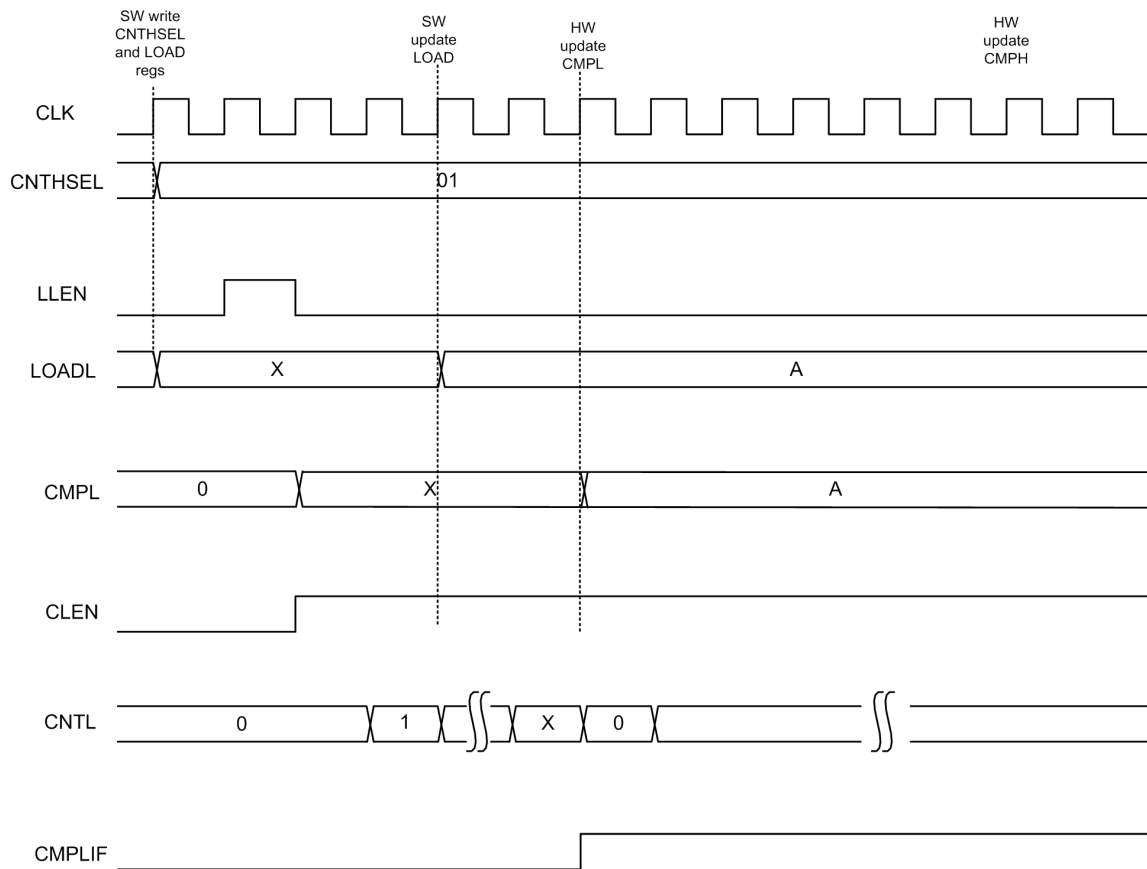 SW write
CNTHSEL
and LOAD
regs
SW
update
LOAD
HW
update
CMPL
HW
update
CMPH
CLK
CNTHSEL
01
LLEN
LOADL
X
A
CMPL
0
X
A
CLEN
CNTL
0
1
X
0
CMPLIF